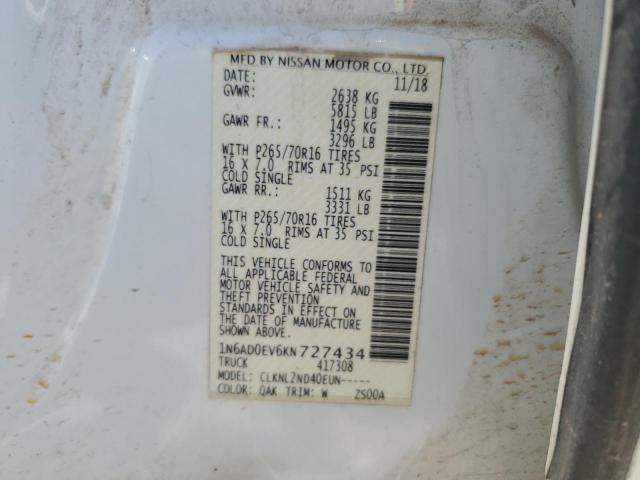 MFD BY NISSAN MOTOR CO., LTD.
DATE: 11/18
GVWR: 2638 KG
5815 LB
GAWR FR.: 1495 KG
3296 LB
WITH P265/70R16 TIRES
16 X 7.0 RIMS AT 35 PSI
COLD SINGLE
GAWR RR.: 1511 KG
3331 LB
WITH P265/70R16 TIRES
16 X 7.0 RIMS AT 35 PSI
COLD SINGLE
THIS VEHICLE CONFORMS TO
ALL APPLICABLE FEDERAL
MOTOR VEHICLE SAFETY AND
THEFT PREVENTION
STANDARDS IN EFFECT ON
THE DATE OF MANUFACTURE
SHOWN ABOVE.
1N6AD0EV6KN727434
TRUCK 417308
MODEL: CLKNL2ND40EUN-----
COLOR: QAK TRIM: W ZS00A